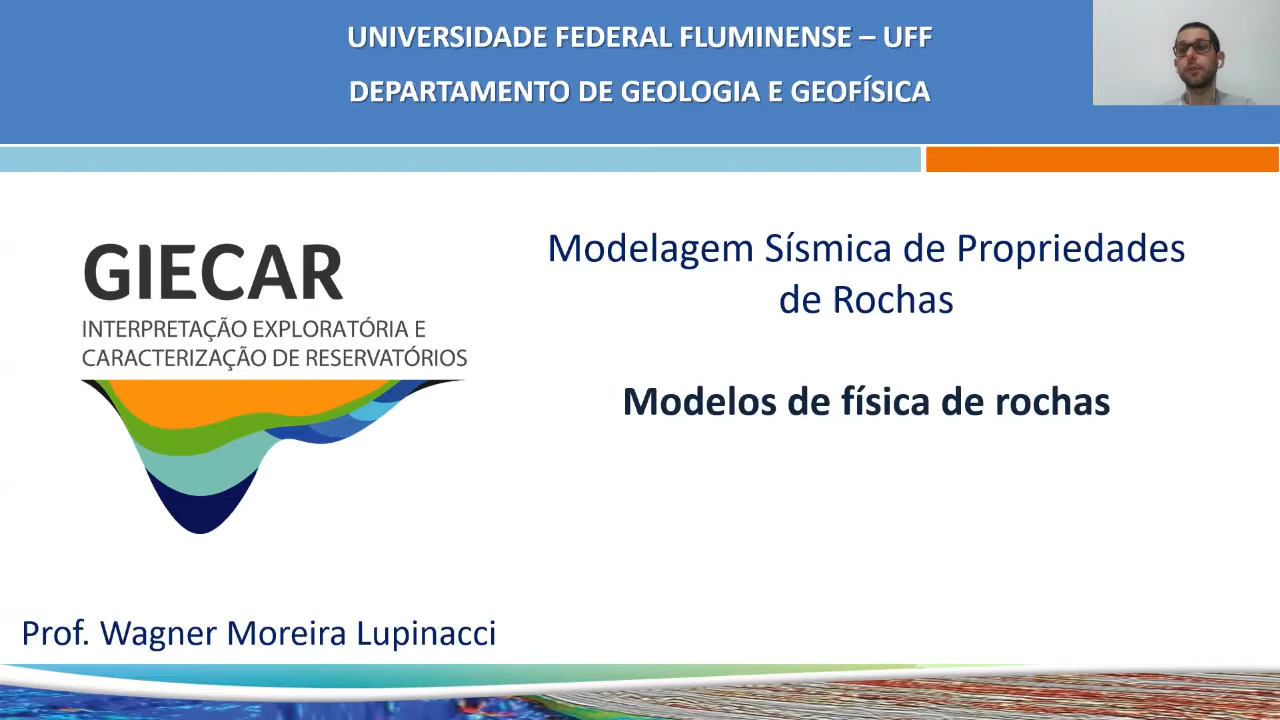 UNIVERSIDADE FEDERAL FLUMINENSE – UFF
DEPARTAMENTO DE GEOLOGIA E GEOFÍSICA
GIECAR
INTERPRETAÇÃO EXPLORATÓRIA E
CARACTERIZAÇÃO DE RESERVATÓRIOS
Modelagem Sísmica de Propriedades
de Rochas
Modelos de física de rochas
Prof. Wagner Moreira Lupinacci